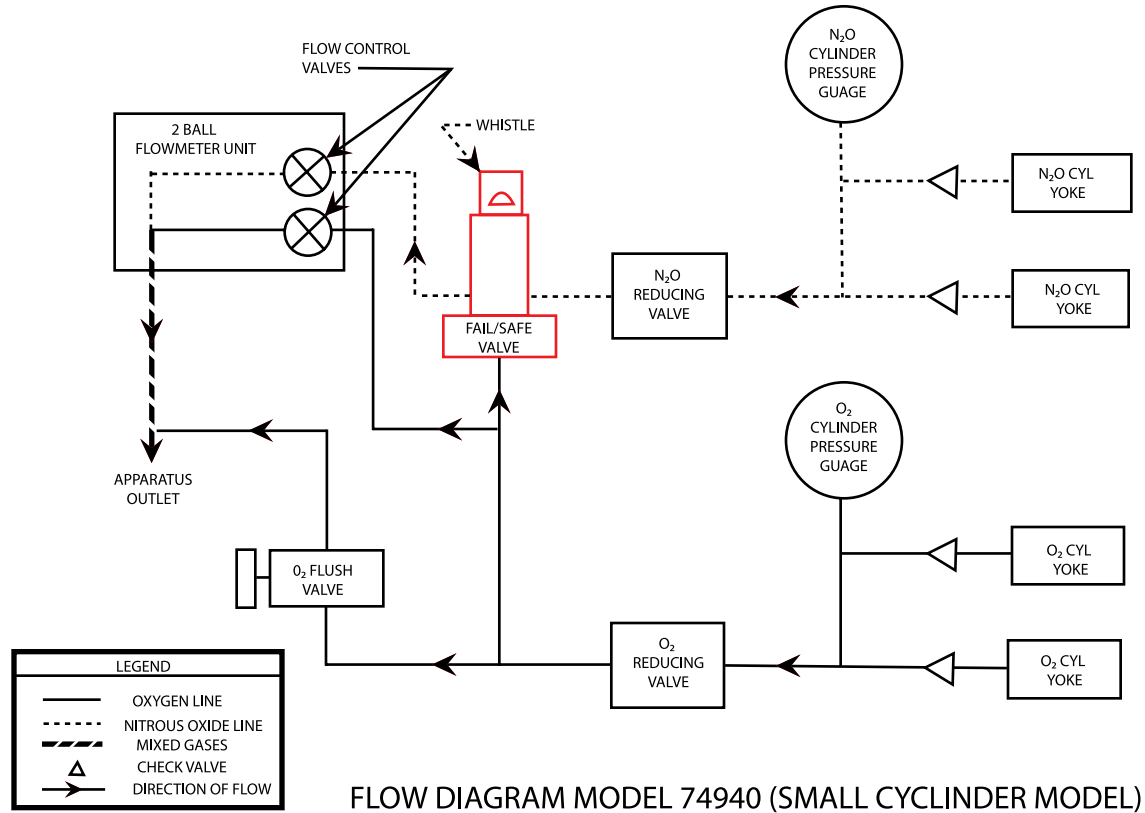 FLOW CONTROL
VALVES
N₂O
CYLINDER
PRESSURE
GUAGE
2 BALL
FLOWMETER UNIT
WHISTLE
N₂O CYL
YOKE
N₂O
REDUCING
VALVE
N₂O CYL
YOKE
FAIL/SAFE
VALVE
O₂
CYLINDER
PRESSURE
GUAGE
APPARATUS
OUTLET
O₂ CYL
YOKE
0₂ FLUSH
VALVE
O₂
REDUCING
VALVE
O₂ CYL
YOKE
LEGEND
OXYGEN LINE
NITROUS OXIDE LINE
MIXED GASES
CHECK VALVE
DIRECTION OF FLOW
FLOW DIAGRAM MODEL 74940 (SMALL CYCLINDER MODEL)